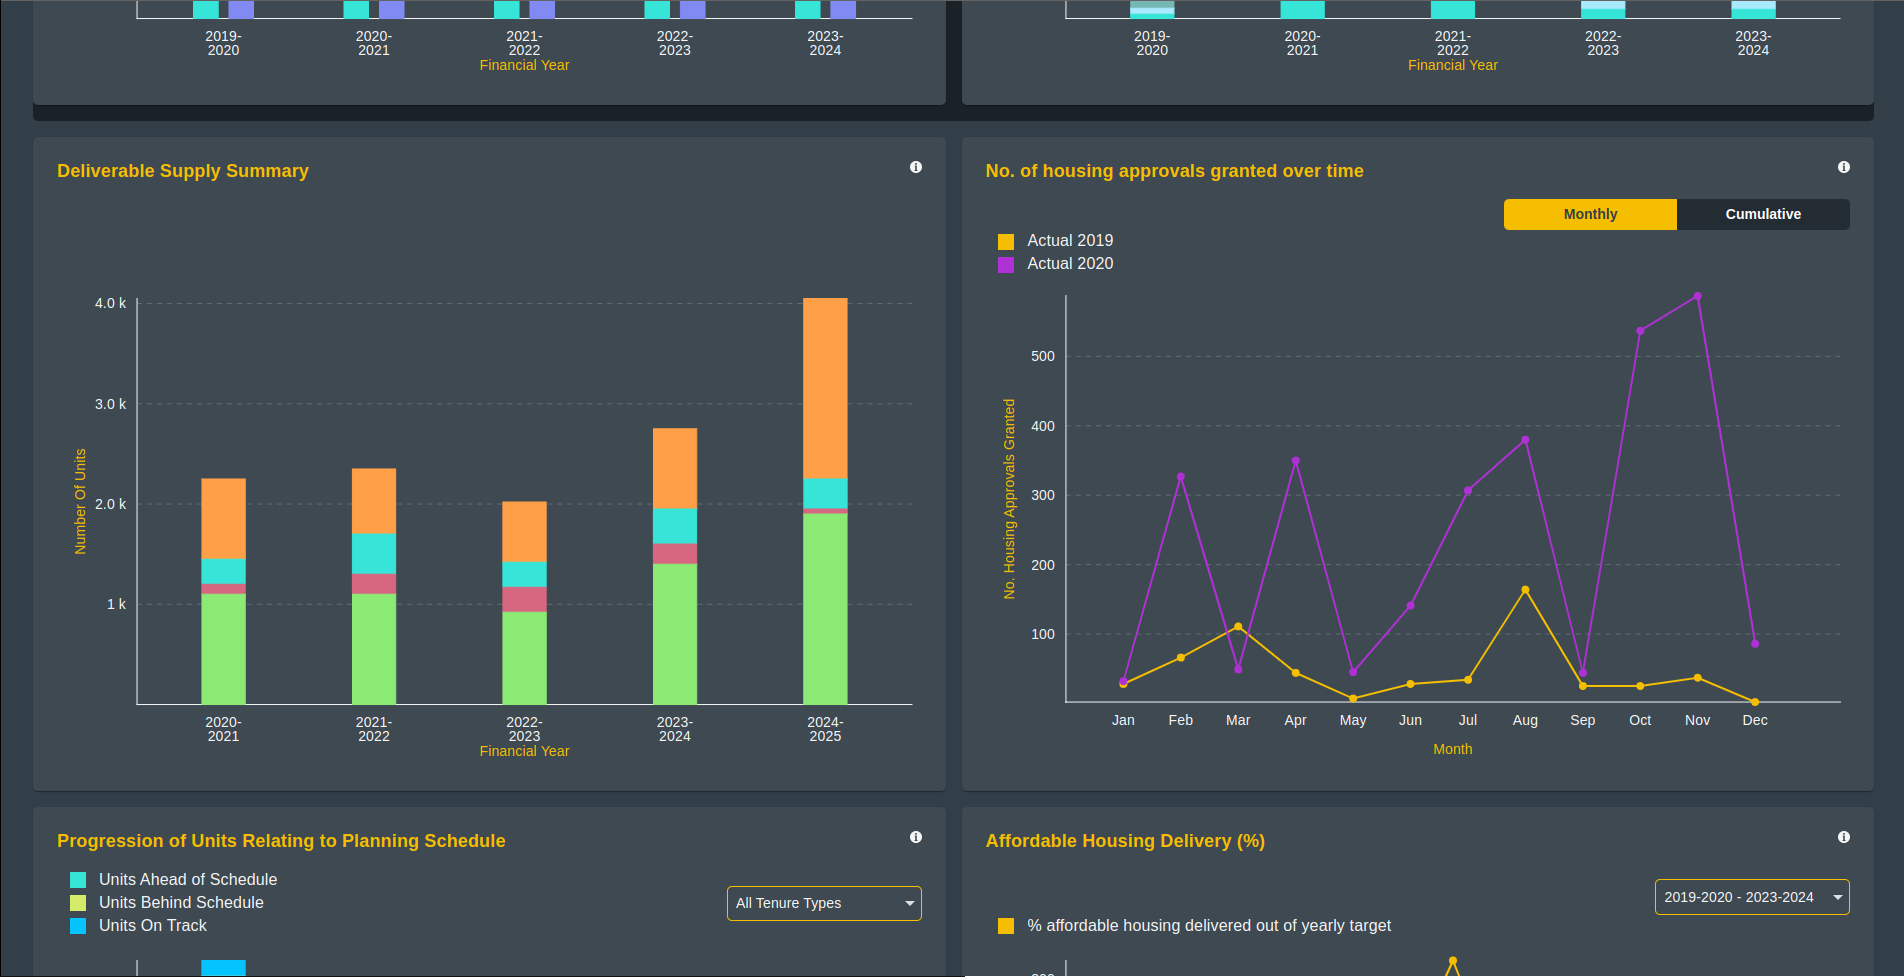 2019-
2020
2020-
2021
2021-
2022
2022-
2023
2023-
2024
Financial Year
2019-
2020
2020-
2021
2021-
2022
2022-
2023
2023-
2024
Financial Year
Deliverable Supply Summary
4.0 k
3.0 k
2.0 k
1 k
Number Of Units
2020-
2021
2021-
2022
2022-
2023
2023-
2024
2024-
2025
Financial Year
No. of housing approvals granted over time
Monthly
Cumulative
Actual 2019
Actual 2020
500
400
300
200
100
No. Housing Approvals Granted
Jan
Feb
Mar
Apr
May
Jun
Jul
Aug
Sep
Oct
Nov
Dec
Month
Progression of Units Relating to Planning Schedule
Units Ahead of Schedule
Units Behind Schedule
Units On Track
All Tenure Types
Affordable Housing Delivery (%)
2019-2020 - 2023-2024
% affordable housing delivered out of yearly target